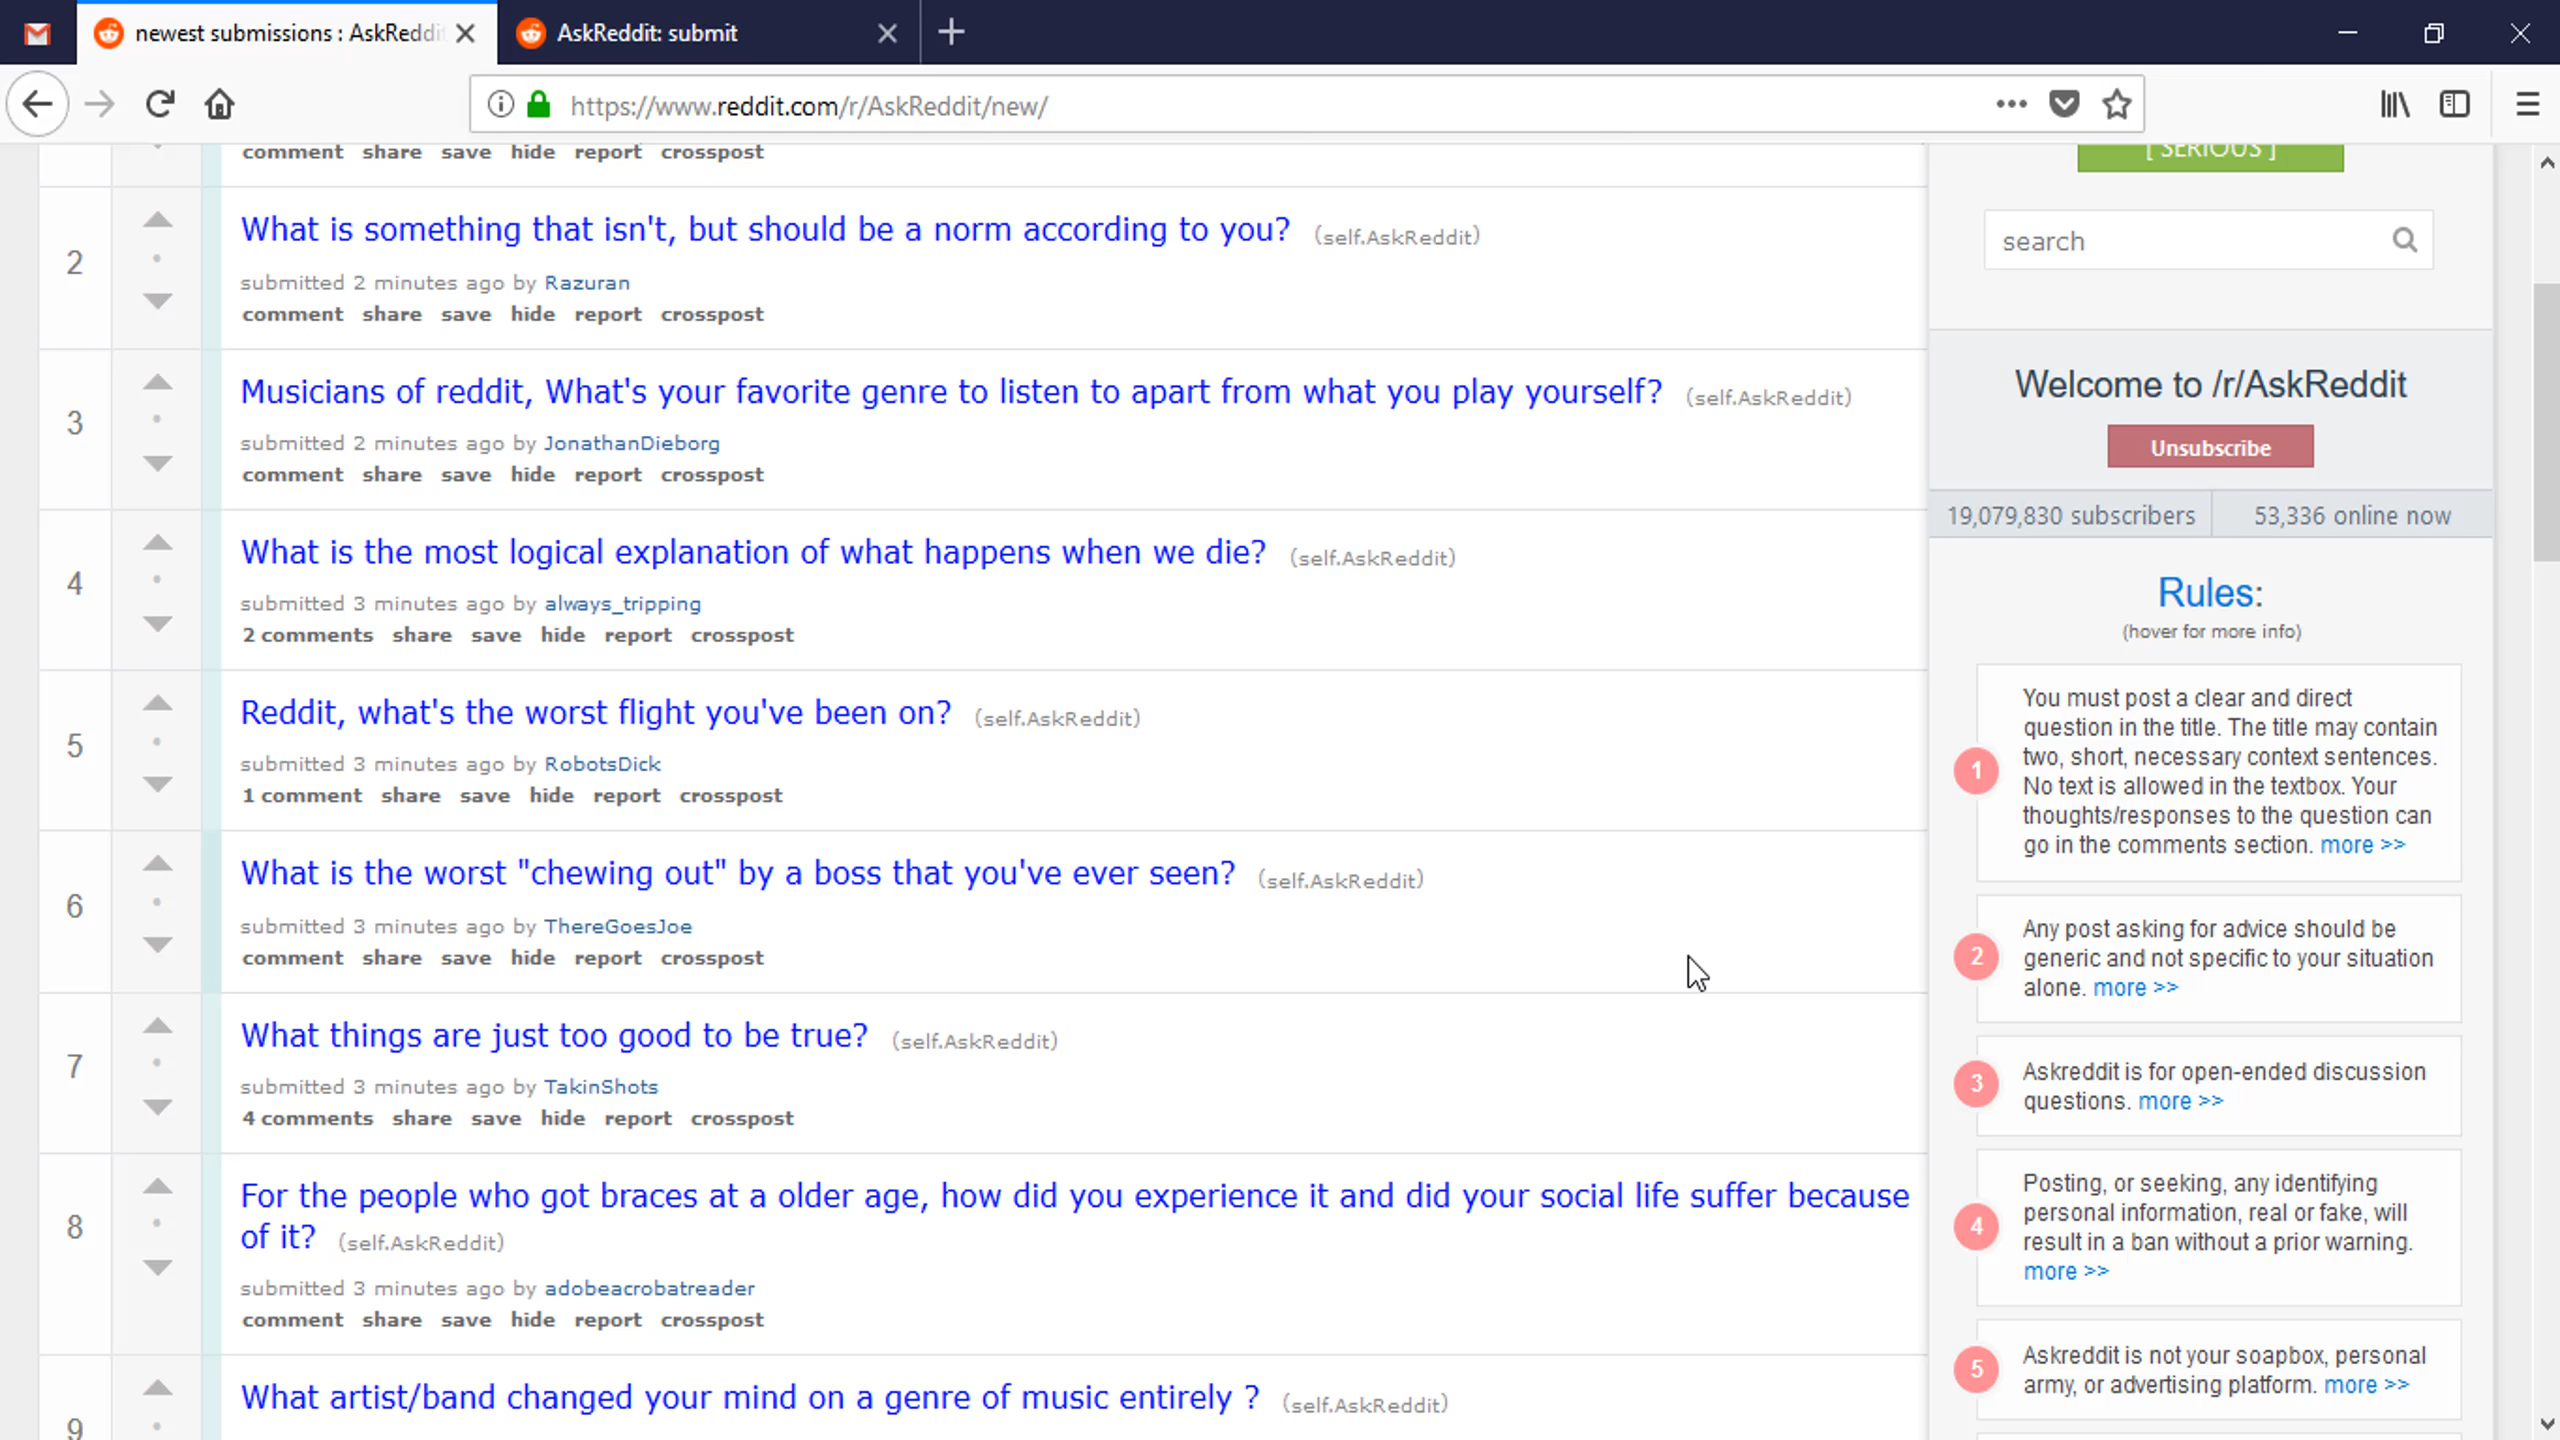 newest submissions : AskReddit
AskReddit: submit
https://www.reddit.com/r/AskReddit/new/
comment share save hide report crosspost
2
What is something that isn't, but should be a norm according to you? (self.AskReddit)
submitted 2 minutes ago by Razuran
comment share save hide report crosspost
3
Musicians of reddit, What's your favorite genre to listen to apart from what you play yourself? (self.AskReddit)
submitted 2 minutes ago by JonathanDieborg
comment share save hide report crosspost
4
What is the most logical explanation of what happens when we die? (self.AskReddit)
submitted 3 minutes ago by always_tripping
2 comments share save hide report crosspost
5
Reddit, what's the worst flight you've been on? (self.AskReddit)
submitted 3 minutes ago by RobotsDick
1 comment share save hide report crosspost
6
What is the worst "chewing out" by a boss that you've ever seen? (self.AskReddit)
submitted 3 minutes ago by ThereGoesJoe
comment share save hide report crosspost
7
What things are just too good to be true? (self.AskReddit)
submitted 3 minutes ago by TakinShots
4 comments share save hide report crosspost
8
For the people who got braces at a older age, how did you experience it and did your social life suffer because
of it? (self.AskReddit)
submitted 3 minutes ago by adobeacrobatreader
comment share save hide report crosspost
9
What artist/band changed your mind on a genre of music entirely ? (self.AskReddit)
[ SERIOUS ]
search
Welcome to /r/AskReddit
Unsubscribe
19,079,830 subscribers
53,336 online now
Rules:
(hover for more info)
1
You must post a clear and direct
question in the title. The title may contain
two, short, necessary context sentences.
No text is allowed in the textbox. Your
thoughts/responses to the question can
go in the comments section. more >>
2
Any post asking for advice should be
generic and not specific to your situation
alone. more >>
3
Askreddit is for open-ended discussion
questions. more >>
4
Posting, or seeking, any identifying
personal information, real or fake, will
result in a ban without a prior warning.
more >>
5
Askreddit is not your soapbox, personal
army, or advertising platform. more >>